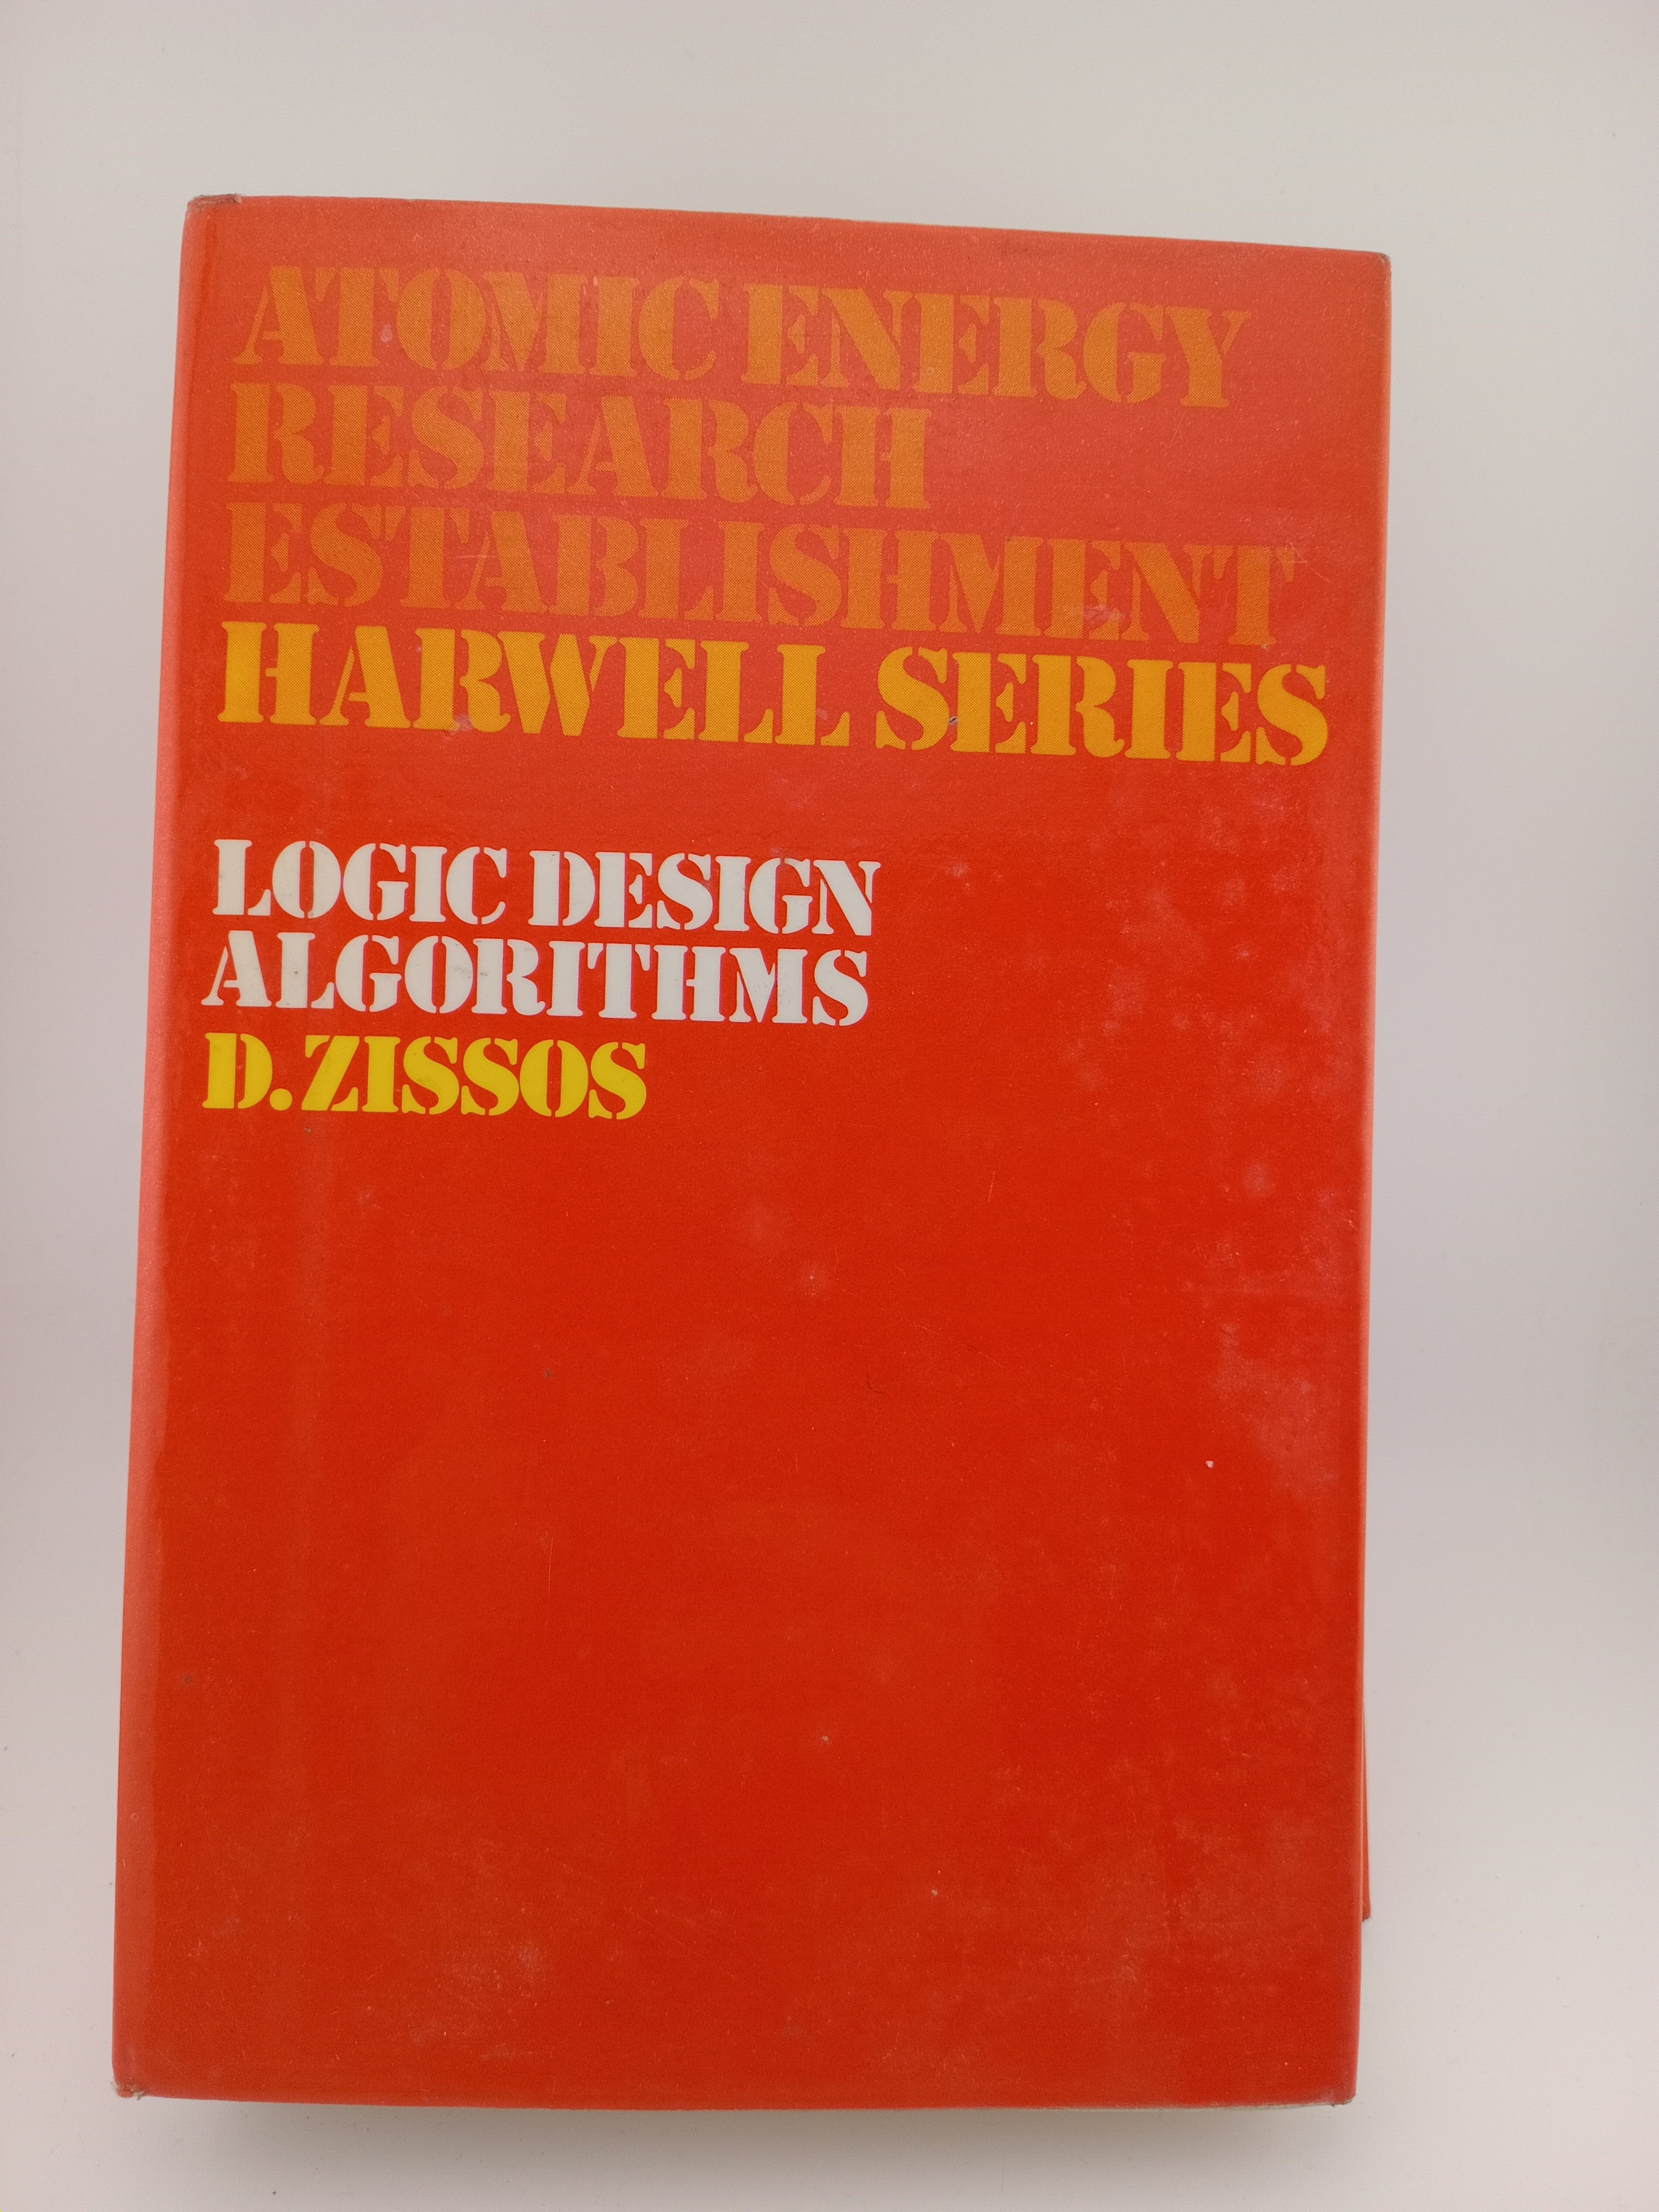 ATOMIC ENERGY
RESEARCH
ESTABLISHMENT
HARWELL SERIES
LOGIC DESIGN
ALGORITHMS
D. ZISSOS